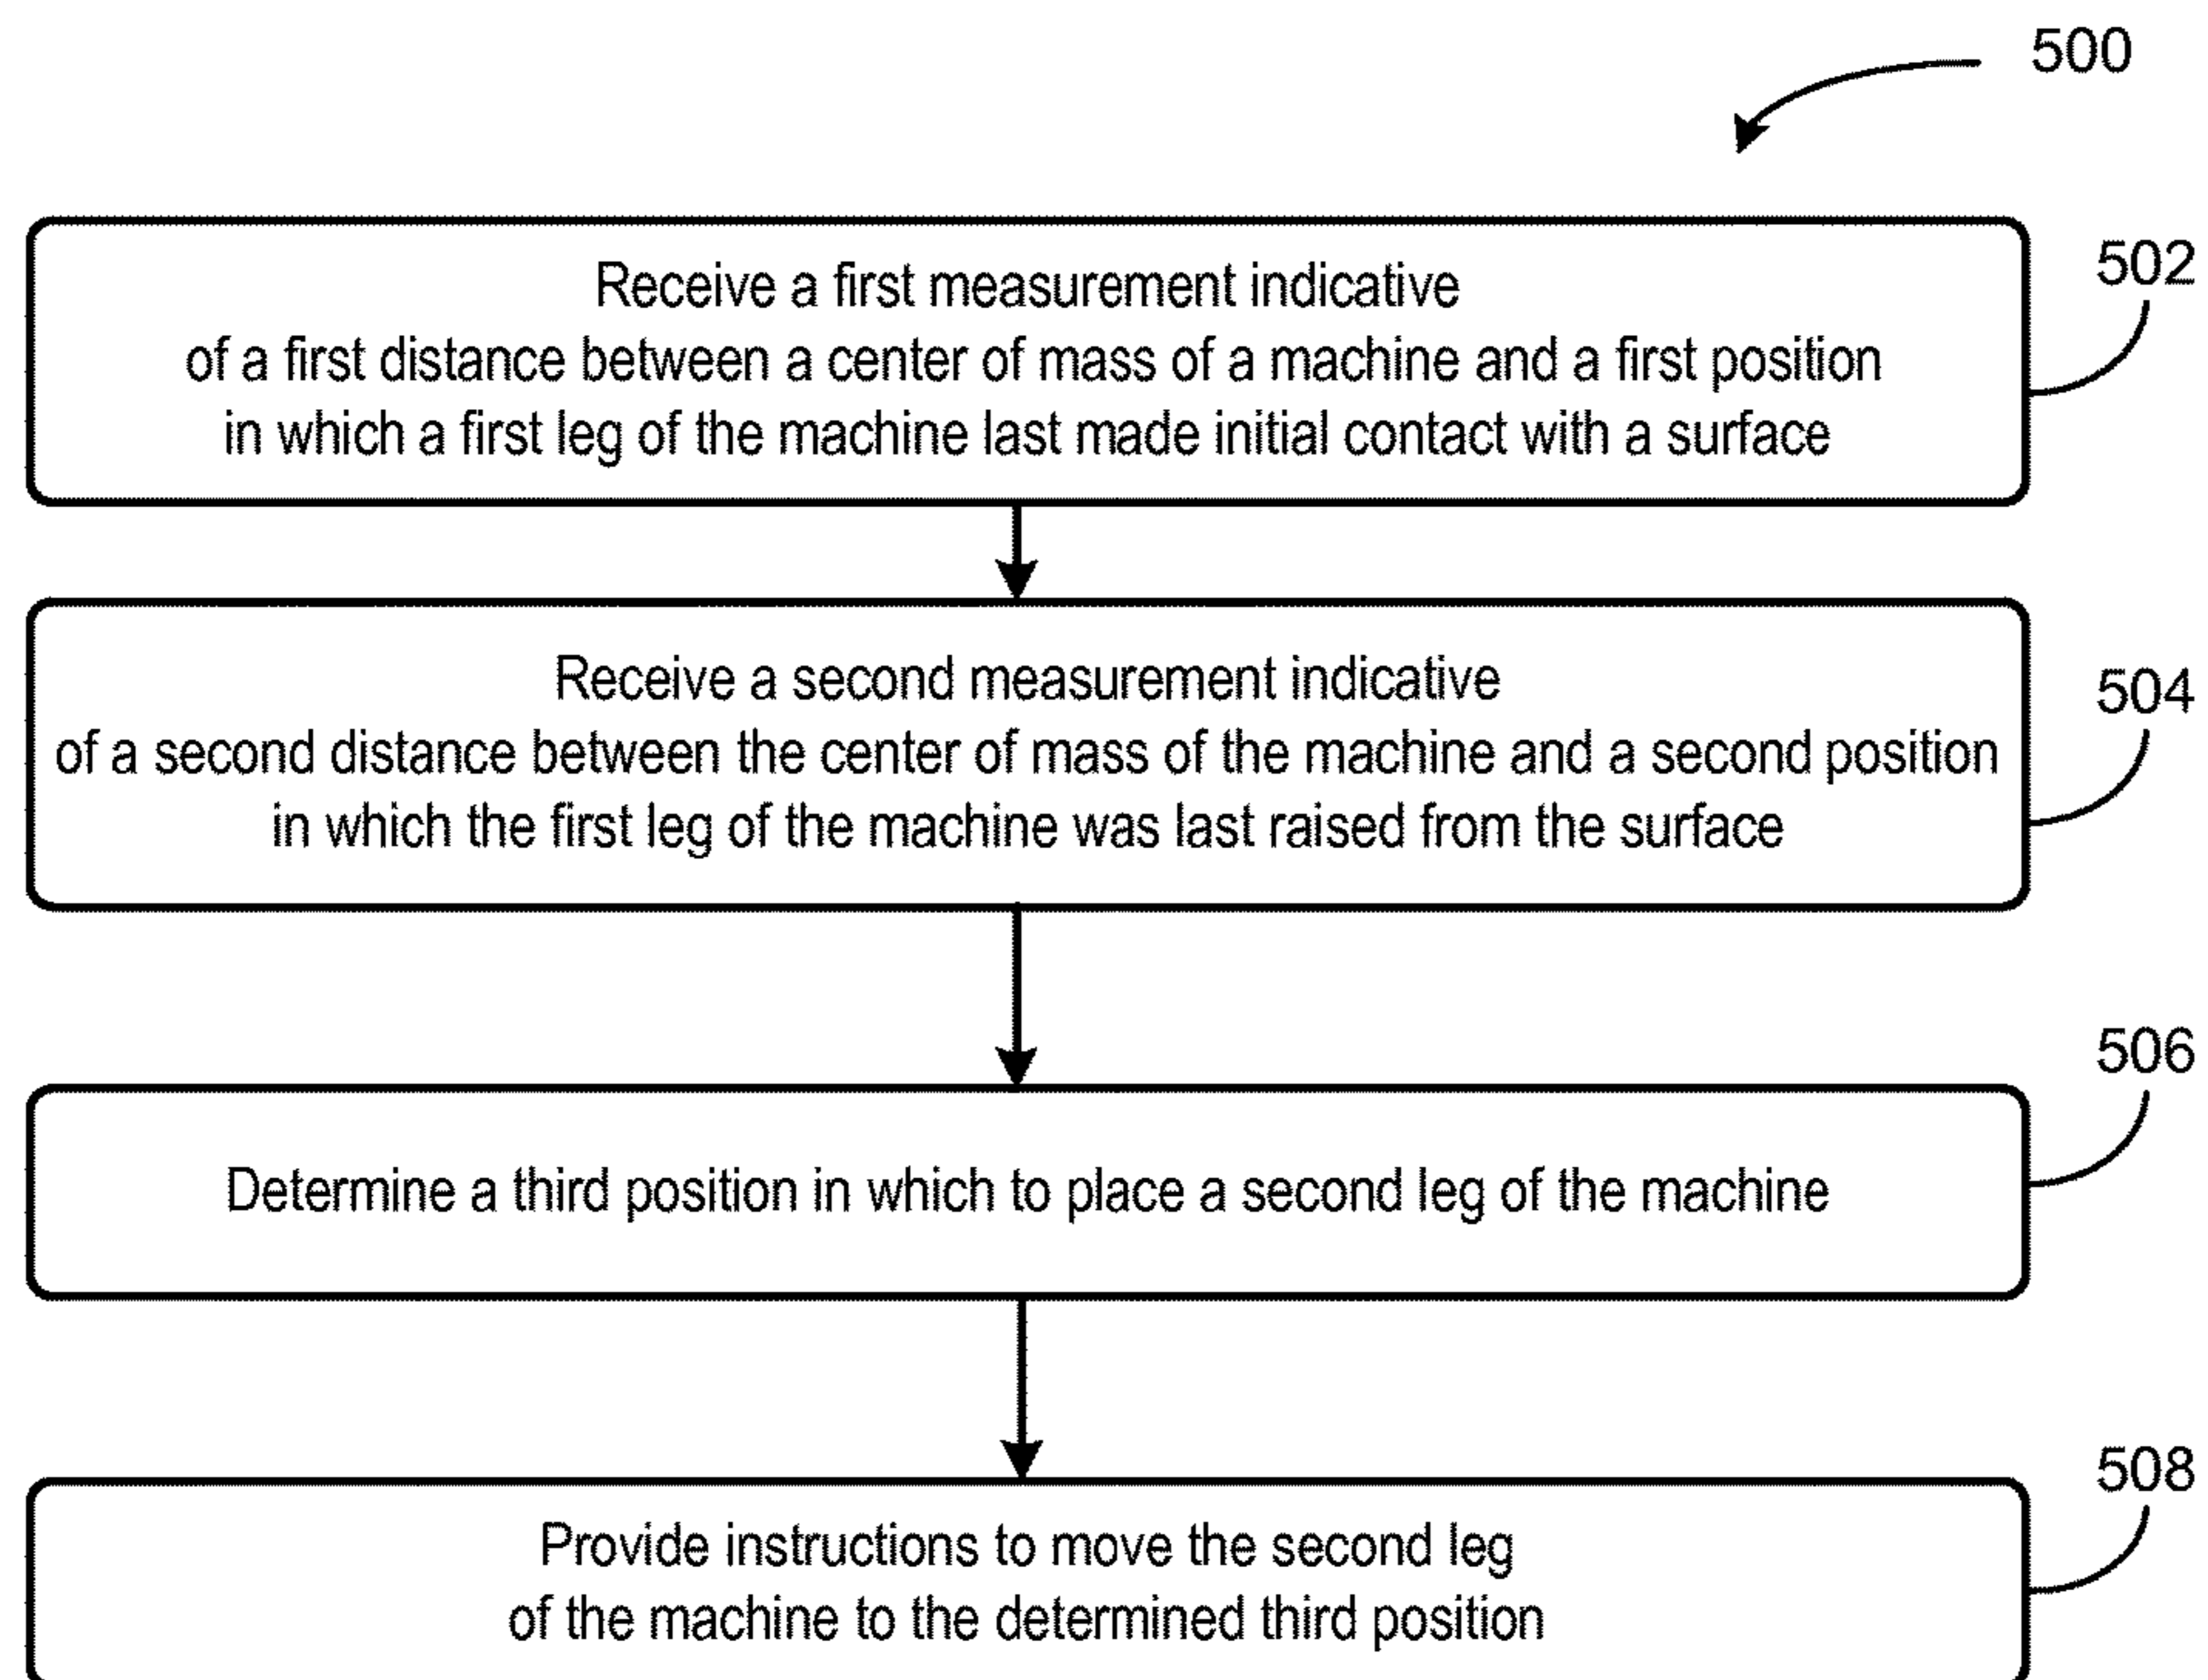 500
502
Receive a first measurement indicative
of a first distance between a center of mass of a machine and a first position
in which a first leg of the machine last made initial contact with a surface
504
Receive a second measurement indicative
of a second distance between the center of mass of the machine and a second position
in which the first leg of the machine was last raised from the surface
506
Determine a third position in which to place a second leg of the machine
508
Provide instructions to move the second leg
of the machine to the determined third position